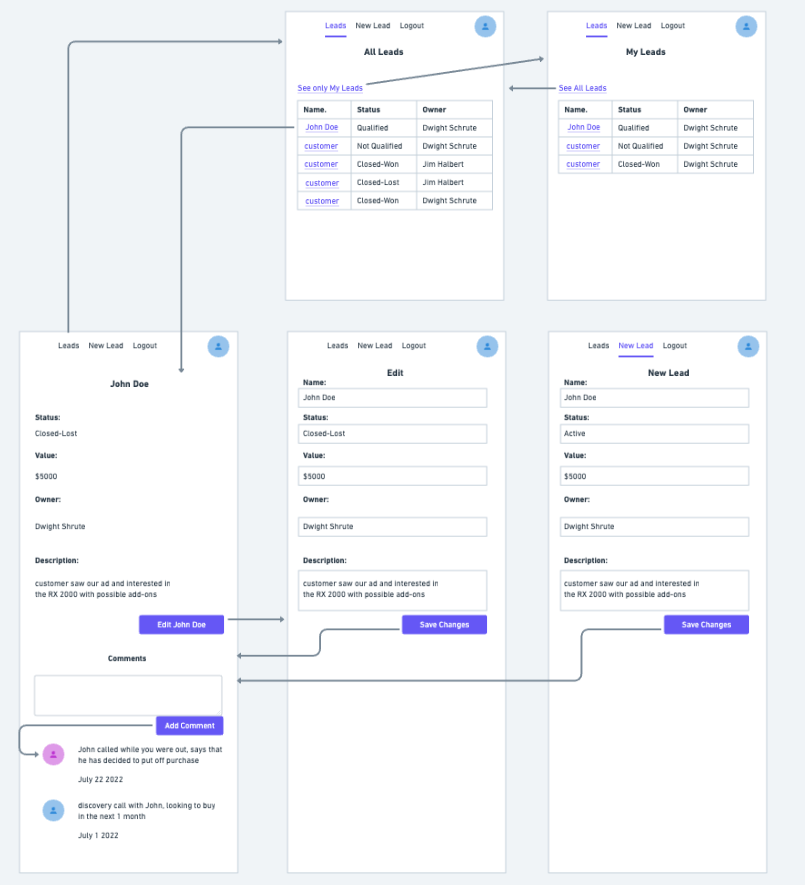 Leads New Lead Logout
All Leads
See only My Leads
Name. Status Owner
John Doe Qualified Dwight Schrute
customer Not Qualified Dwight Schrute
customer Closed-Won Jim Halbert
customer Closed-Lost Jim Halbert
customer Closed-Won Dwight Schrute
Leads New Lead Logout
My Leads
See All Leads
Name. Status Owner
John Doe Qualified Dwight Schrute
customer Not Qualified Dwight Schrute
customer Closed-Won Dwight Schrute
Leads New Lead Logout
John Doe
Status:
Closed-Lost
Value:
$5000
Owner:
Dwight Shrute
Description:
customer saw our ad and interested in
the RX 2000 with possible add-ons
Edit John Doe
Comments
Add Comment
John called while you were out, says that
he has decided to put off purchase
July 22 2022
discovery call with John, looking to buy
in the next 1 month
July 1 2022
Leads New Lead Logout
Edit
Name:
John Doe
Status:
Closed-Lost
Value:
$5000
Owner:
Dwight Shrute
Description:
customer saw our ad and interested in
the RX 2000 with possible add-ons
Save Changes
Leads New Lead Logout
New Lead
Name:
John Doe
Status:
Active
Value:
$5000
Owner:
Dwight Shrute
Description:
customer saw our ad and interested in
the RX 2000 with possible add-ons
Save Changes